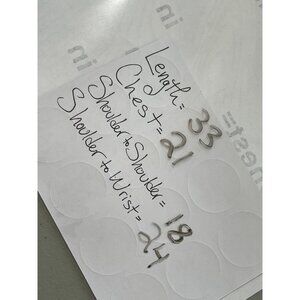 Length = 33
Chest = 21
Shoulder to Shoulder = 18
Shoulder to Wrist = 24